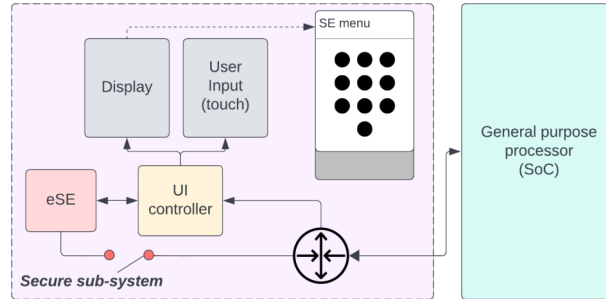 SE menu
Display
User
Input
(touch)
General purpose
processor
(SoC)
eSE
UI
controller
Secure sub-system